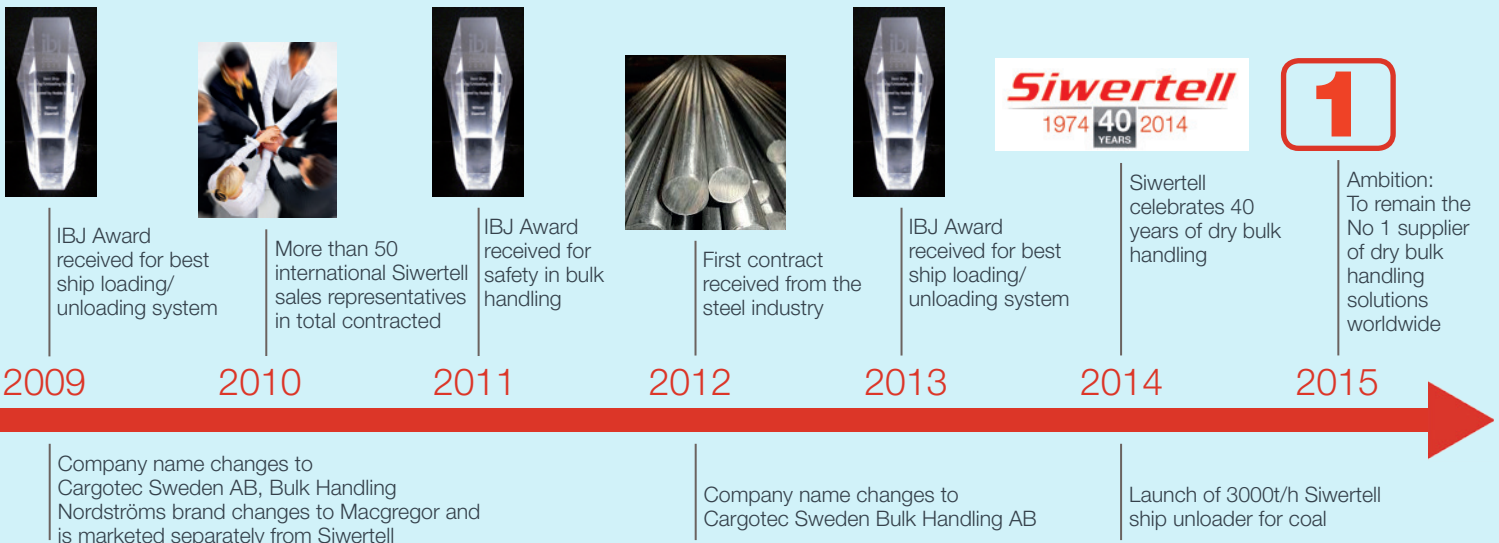 Siwertell
1974 40 2014
YEARS
1
IBJ Award
received for best
ship loading/
unloading system
More than 50
international Siwertell
sales representatives
in total contracted
IBJ Award
received for
safety in bulk
handling
First contract
received from the
steel industry
IBJ Award
received for best
ship loading/
unloading system
Siwertell
celebrates 40
years of dry bulk
handling
Ambition:
To remain the
No 1 supplier
of dry bulk
handling
solutions
worldwide
2009 2010 2011 2012 2013 2014 2015
Company name changes to
Cargotec Sweden AB, Bulk Handling
Nordströms brand changes to Macgregor and
is marketed separately from Siwertell
Company name changes to
Cargotec Sweden Bulk Handling AB
Launch of 3000t/h Siwertell
ship unloader for coal